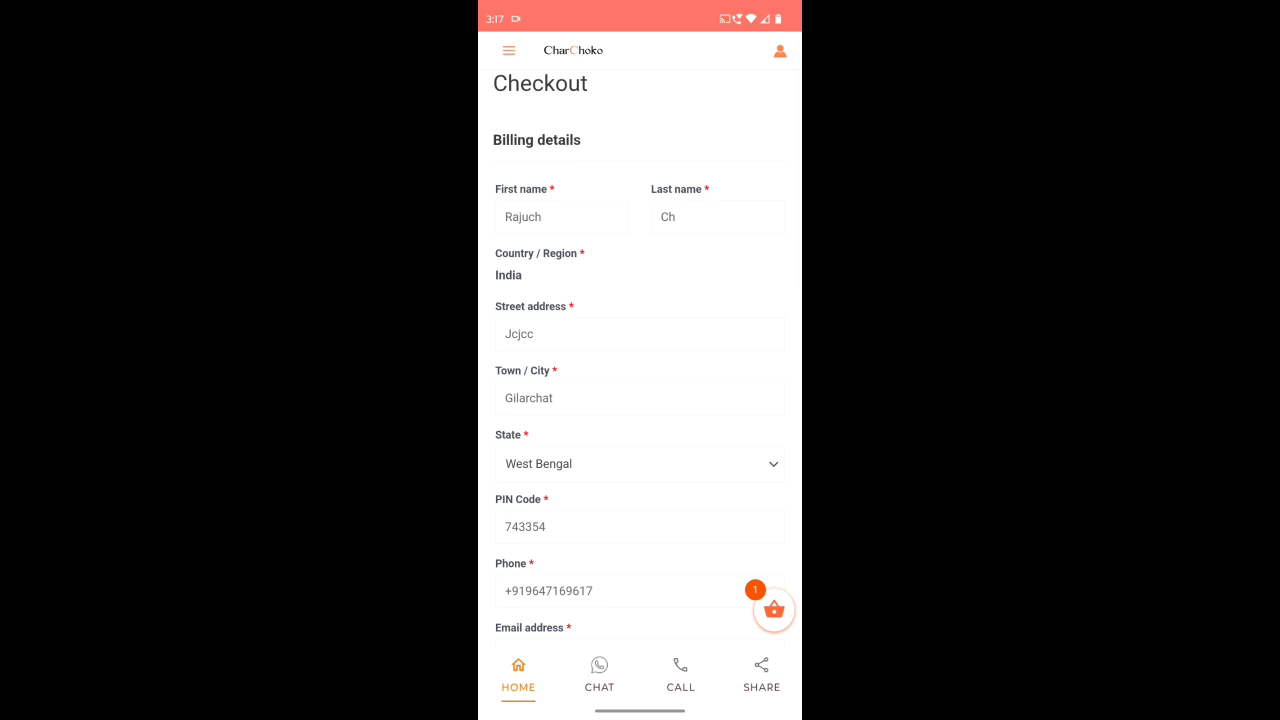 3:17
CharChoko
Checkout
Billing details
First name * Last name *
Rajuch Ch
Country / Region *
India
Street address *
Jcjcc
Town / City *
Gilarchat
State *
West Bengal
PIN Code *
743354
Phone *
+919647169617
1
Email address *
HOME CHAT CALL SHARE